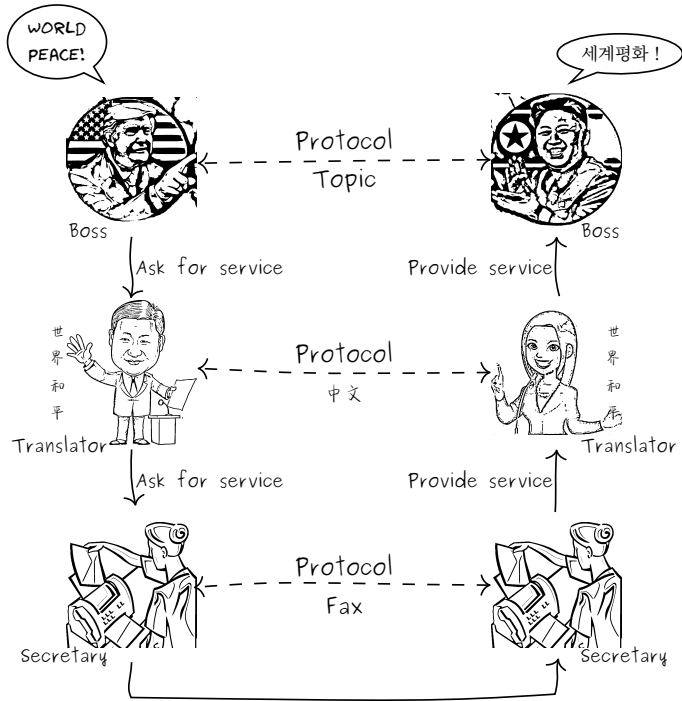 WORLD
PEACE!
세계평화 !
Protocol
Topic
Boss
Boss
Ask for service
Provide service
世
界
和
平
Protocol
中文
世
界
和
平
Translator
Translator
Ask for service
Provide service
Protocol
Fax
Secretary
Secretary